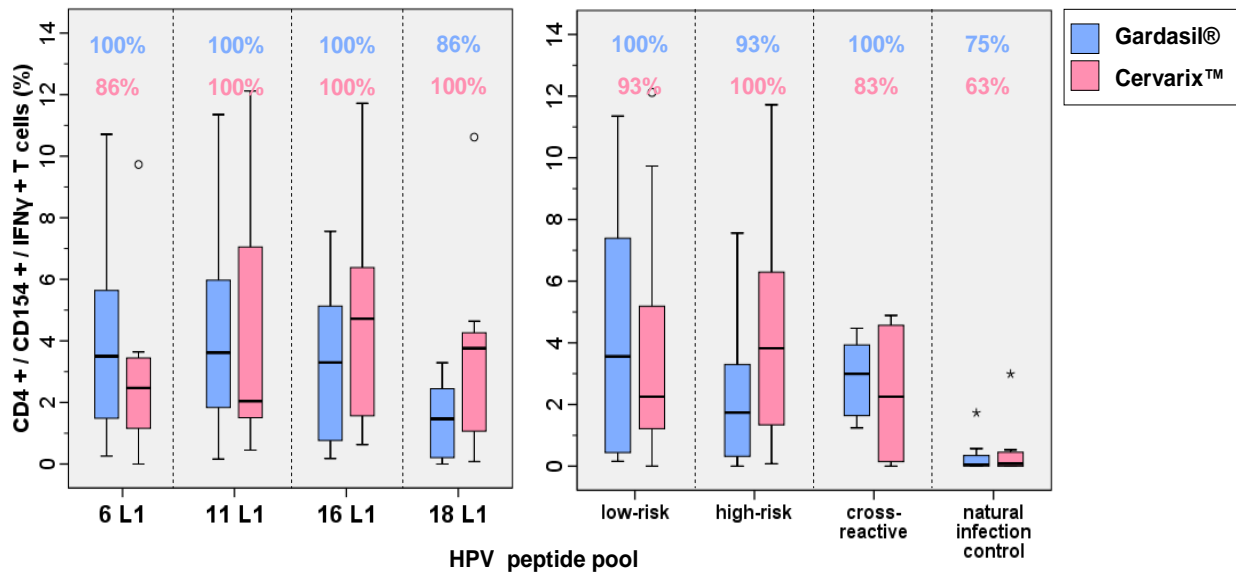 CD4 + / CD154 + / IFNγ + T cells (%)
14
12
10
8
6
4
2
0
100%
100%
100%
86%
86%
100%
100%
100%
6 L1
11 L1
16 L1
18 L1
14
12
10
8
6
4
2
0
100%
93%
100%
75%
93%
100%
83%
63%
low-risk
high-risk
cross-
reactive
natural
infection
control
HPV peptide pool
Gardasil®
Cervarix™